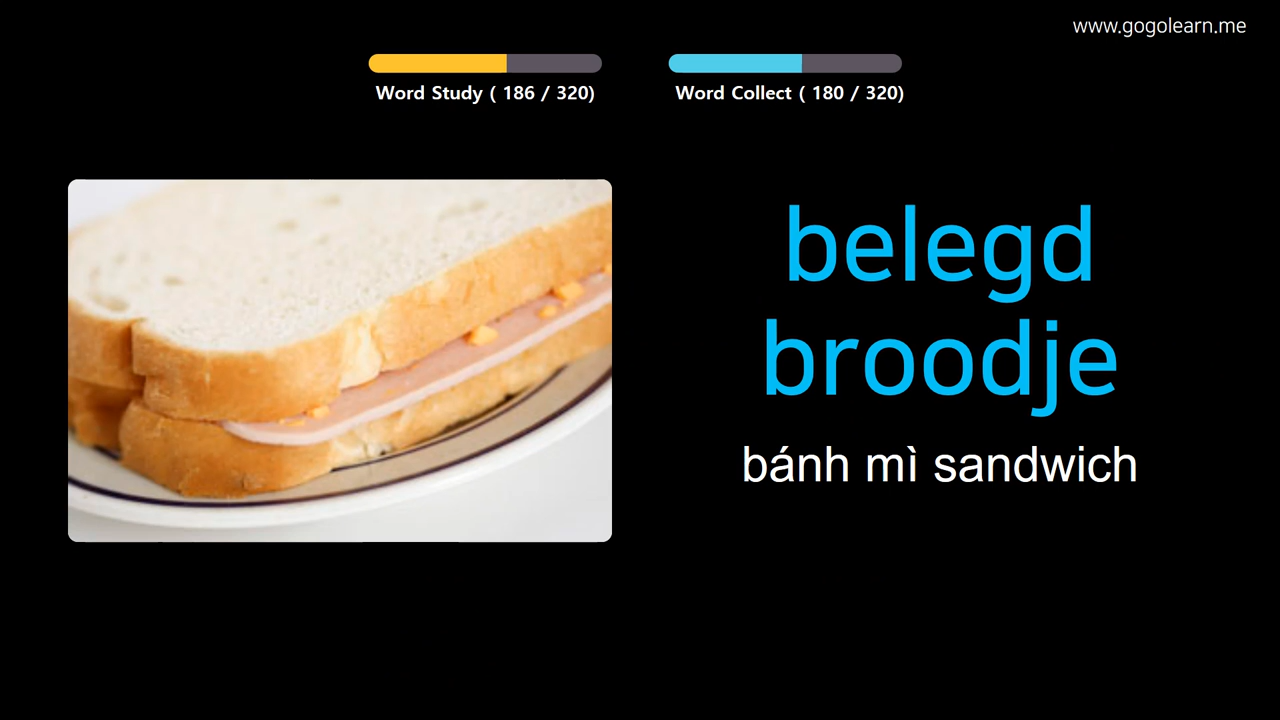 www.gogolearn.me
Word Study ( 186 / 320)
Word Collect ( 180 / 320)
belegd
broodje
bánh mì sandwich